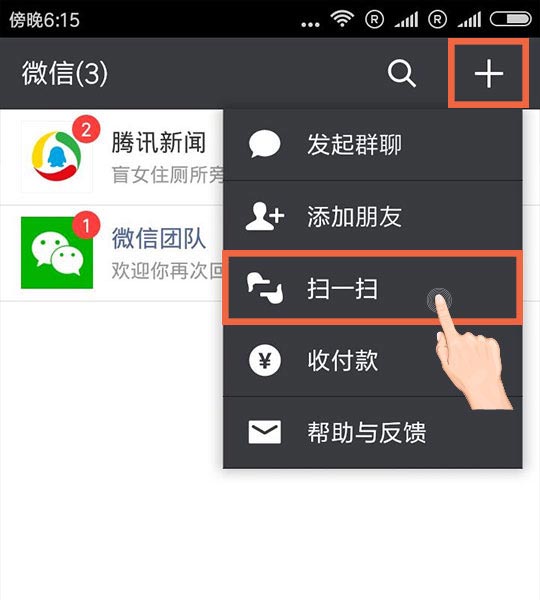 傍晚6:15
微信(3)
2
腾讯新闻
盲女住厕所旁
1
微信团队
欢迎你再次回
发起群聊
添加朋友
扫一扫
收付款
帮助与反馈